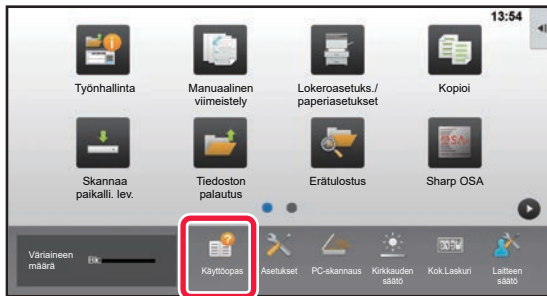 13:54
Työnhallinta
Manuaalinen
viimeistely
Lokeroasetuks./
paperiasetukset
Kopioi
Skannaa
paikalli. lev.
Tiedoston
palautus
Erätulostus
Sharp OSA
Väriaineen
määrä
Bk:
Käyttöopas
Asetukset
PC-skannaus
Kirkkauden
säätö
Kok.Laskuri
Laitteen
säätö